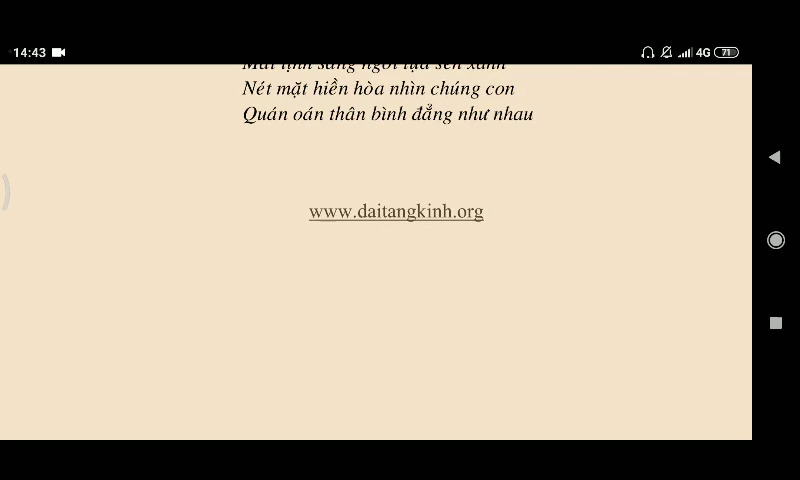 14:43
4G
71
Nét mặt hiền hòa nhìn chúng con
Quán oán thân bình đẳng như nhau
www.daitangkinh.org